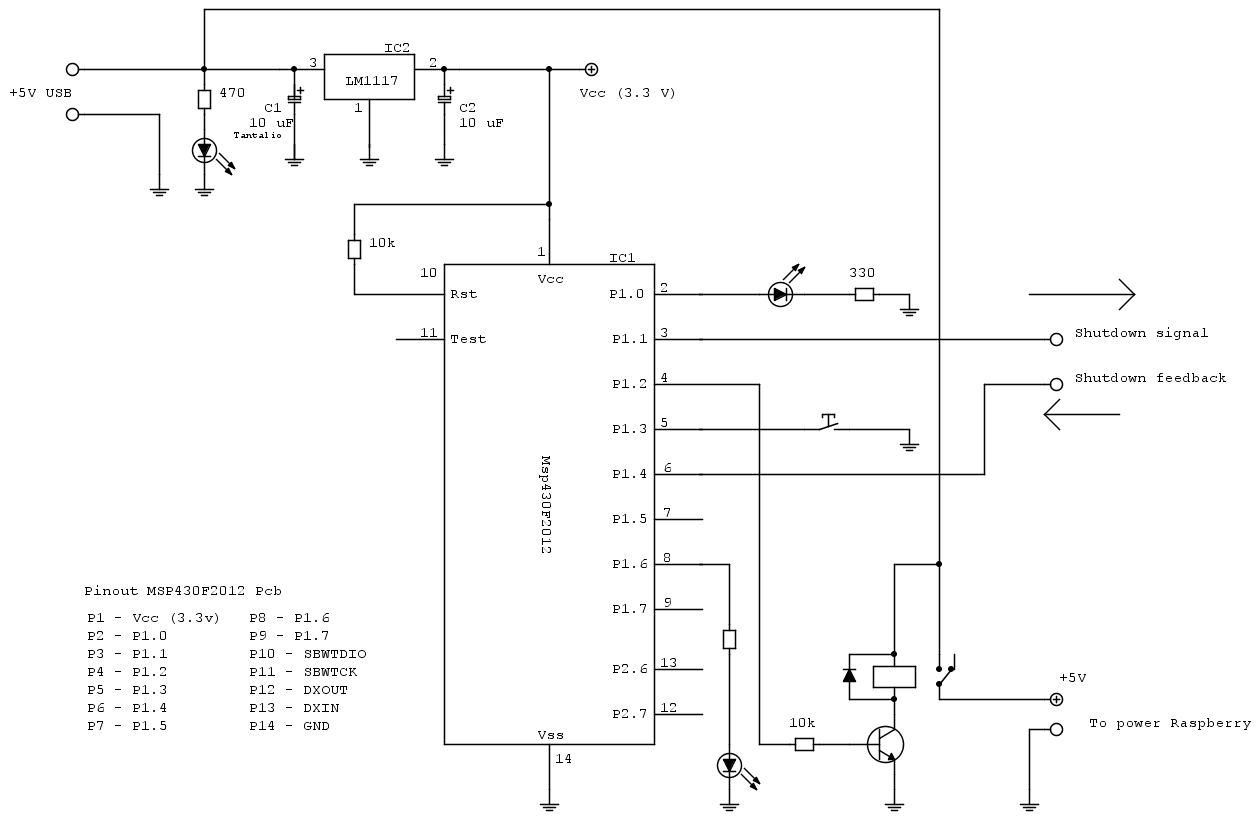 IC2
3
2
+5V USB
470
LM1117
Vcc (3.3 V)
C1
1
C2
10 uF
10 uF
Tantalio
10k
1
IC1
10
Vcc
330
Rst
P1.0
2
11
Test
P1.1
3
Shutdown signal
P1.2
4
Shutdown feedback
P1.3
5
Msp430F2012
P1.4
6
P1.5
7
P1.6
8
P1.7
9
P2.6
13
P2.7
12
Vss
14
10k
+5V
To power Raspberry
Pinout MSP430F2012 Pcb
P1 - Vcc (3.3v)
P2 - P1.0
P3 - P1.1
P4 - P1.2
P5 - P1.3
P6 - P1.4
P7 - P1.5
P8 - P1.6
P9 - P1.7
P10 - SBWTDIO
P11 - SBWTCK
P12 - DXOUT
P13 - DXIN
P14 - GND